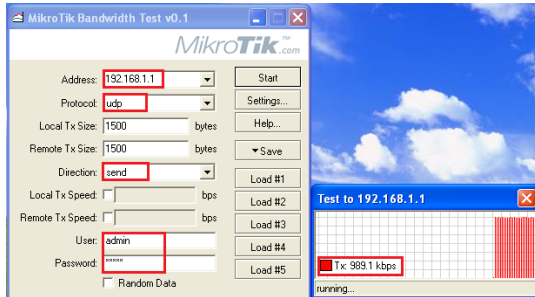 MikroTik Bandwidth Test v0.1
MikroTik.com
Address: 192.168.1.1
Start
Protocol: udp
Settings...
Local Tx Size: 1500 bytes
Help...
Remote Tx Size: 1500 bytes
Save
Direction: send
Load #1
Local Tx Speed: bps
Load #2
Remote Tx Speed: bps
Load #3
User: admin
Load #4
Password: *****
Load #5
Random Data
Test to 192.168.1.1
Tx: 989.1 kbps
running...